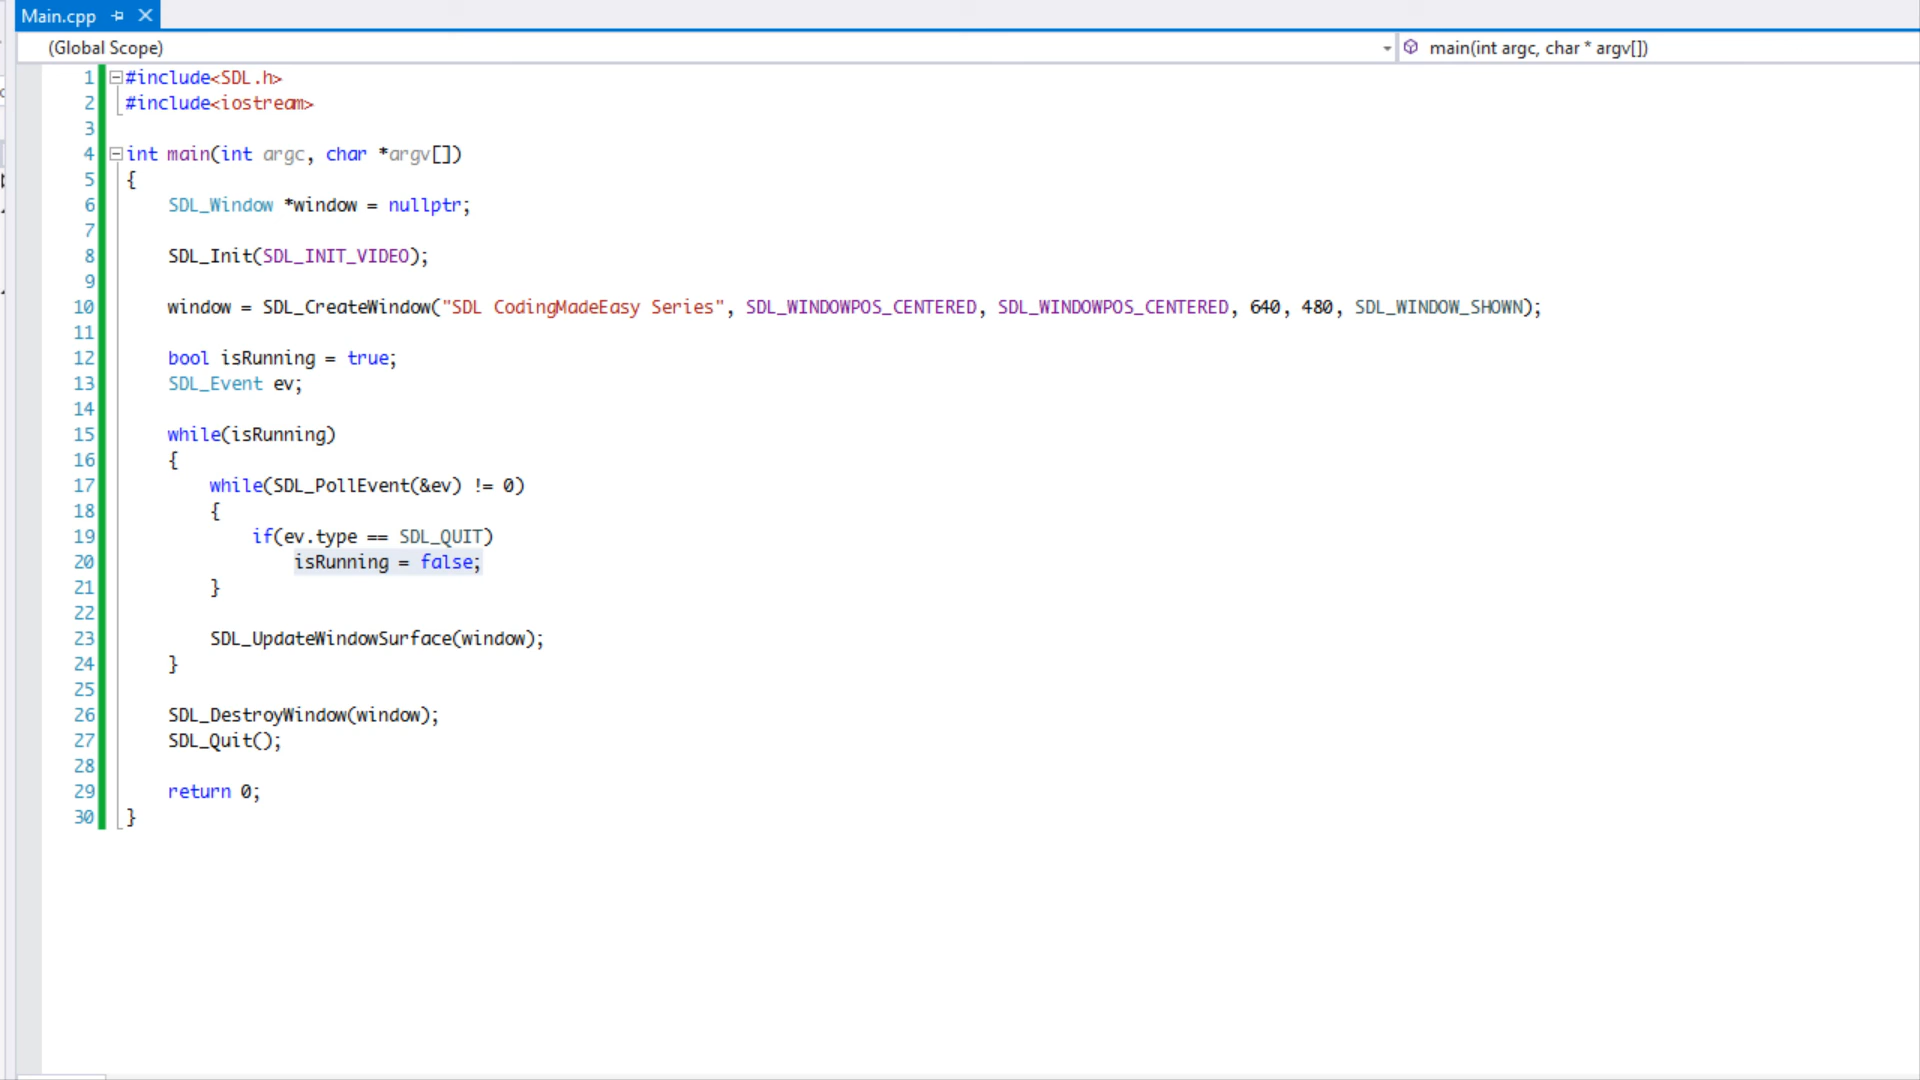 Main.cpp
(Global Scope)
main(int argc, char * argv[])
1 #include<SDL.h>
2 #include<iostream>
3
4 int main(int argc, char *argv[])
5 {
6 SDL_Window *window = nullptr;
7
8 SDL_Init(SDL_INIT_VIDEO);
9
10 window = SDL_CreateWindow("SDL CodingMadeEasy Series", SDL_WINDOWPOS_CENTERED, SDL_WINDOWPOS_CENTERED, 640, 480, SDL_WINDOW_SHOWN);
11
12 bool isRunning = true;
13 SDL_Event ev;
14
15 while(isRunning)
16 {
17 while(SDL_PollEvent(&ev) != 0)
18 {
19 if(ev.type == SDL_QUIT)
20 isRunning = false;
21 }
22
23 SDL_UpdateWindowSurface(window);
24 }
25
26 SDL_DestroyWindow(window);
27 SDL_Quit();
28
29 return 0;
30 }